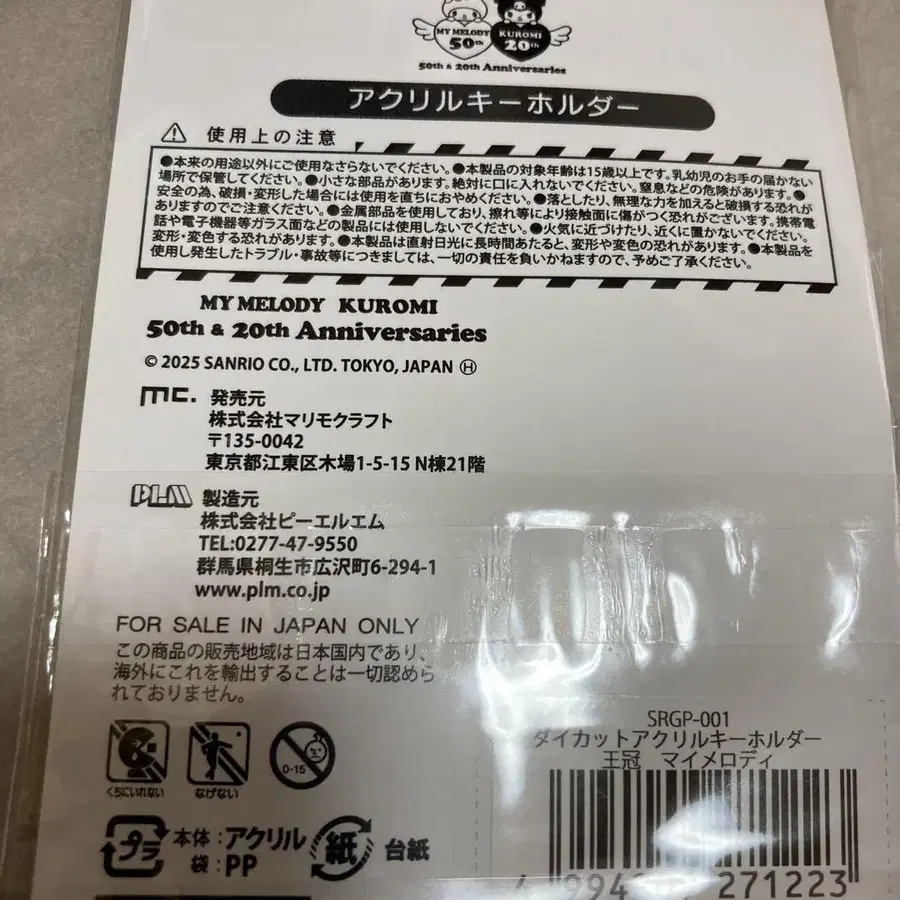 MY MELODY 50th
KUROMI 20th
50th & 20th Anniversaries
アクリルキーホルダー
使用上の注意
●本来の用途以外にご使用なさらないでください。●本製品の対象年齢は15歳以上です。乳幼児のお手の届かない
場所で保管してください。●小さな部品があります。絶対に口に入れないでください。窒息などの危険があります。●
安全の為、破損・変形した場合には使用を直ちにおやめください。●落としたり、無理な力を加えると破損する恐れが
ありますのでご注意ください。●金属部品を使用しており、擦れ等により接触面に傷がつく恐れがございます。携帯電
話や電子機器等ガラス面などの製品には使用しないでください。●火気に近づけたり、近くに置かないでください。
変形・変色する恐れがあります。●本製品は直射日光に長時間あたると、変形や変色の恐れがあります。●本製品を
使用し発生したトラブル・事故等につきましては、一切の責任を負いかねますので、予めご了承ください。
MY MELODY KUROMI
50th & 20th Anniversaries
© 2025 SANRIO CO., LTD. TOKYO, JAPAN Ⓗ
mc. 発売元
株式会社マリモクラフト
〒135-0042
東京都江東区木場1-5-15 N棟21階
PLM 製造元
株式会社ピーエルエム
TEL:0277-47-9550
群馬県桐生市広沢町6-294-1
www.plm.co.jp
FOR SALE IN JAPAN ONLY
この商品の販売地域は日本国内であり、
海外にこれを輸出することは一切認めら
れておりません。
くちにいれない
なげない
0-15
プラ 本体:アクリル
袋:PP
紙 台紙
SRGP-001
ダイカットアクリルキーホルダー
王冠 マイメロディ
271223